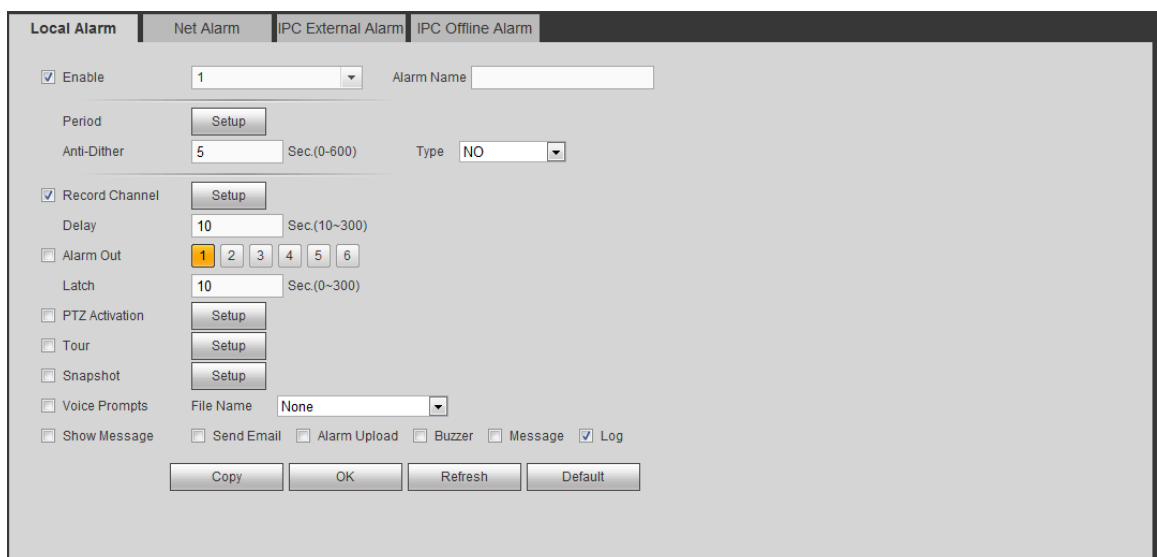 Local Alarm Net Alarm IPC External Alarm IPC Offline Alarm
Enable 1 Alarm Name
Period Setup
Anti-Dither 5 Sec.(0-600) Type NO
Record Channel Setup
Delay 10 Sec.(10~300)
Alarm Out 1 2 3 4 5 6
Latch 10 Sec.(0~300)
PTZ Activation Setup
Tour Setup
Snapshot Setup
Voice Prompts File Name None
Show Message Send Email Alarm Upload Buzzer Message Log
Copy OK Refresh Default